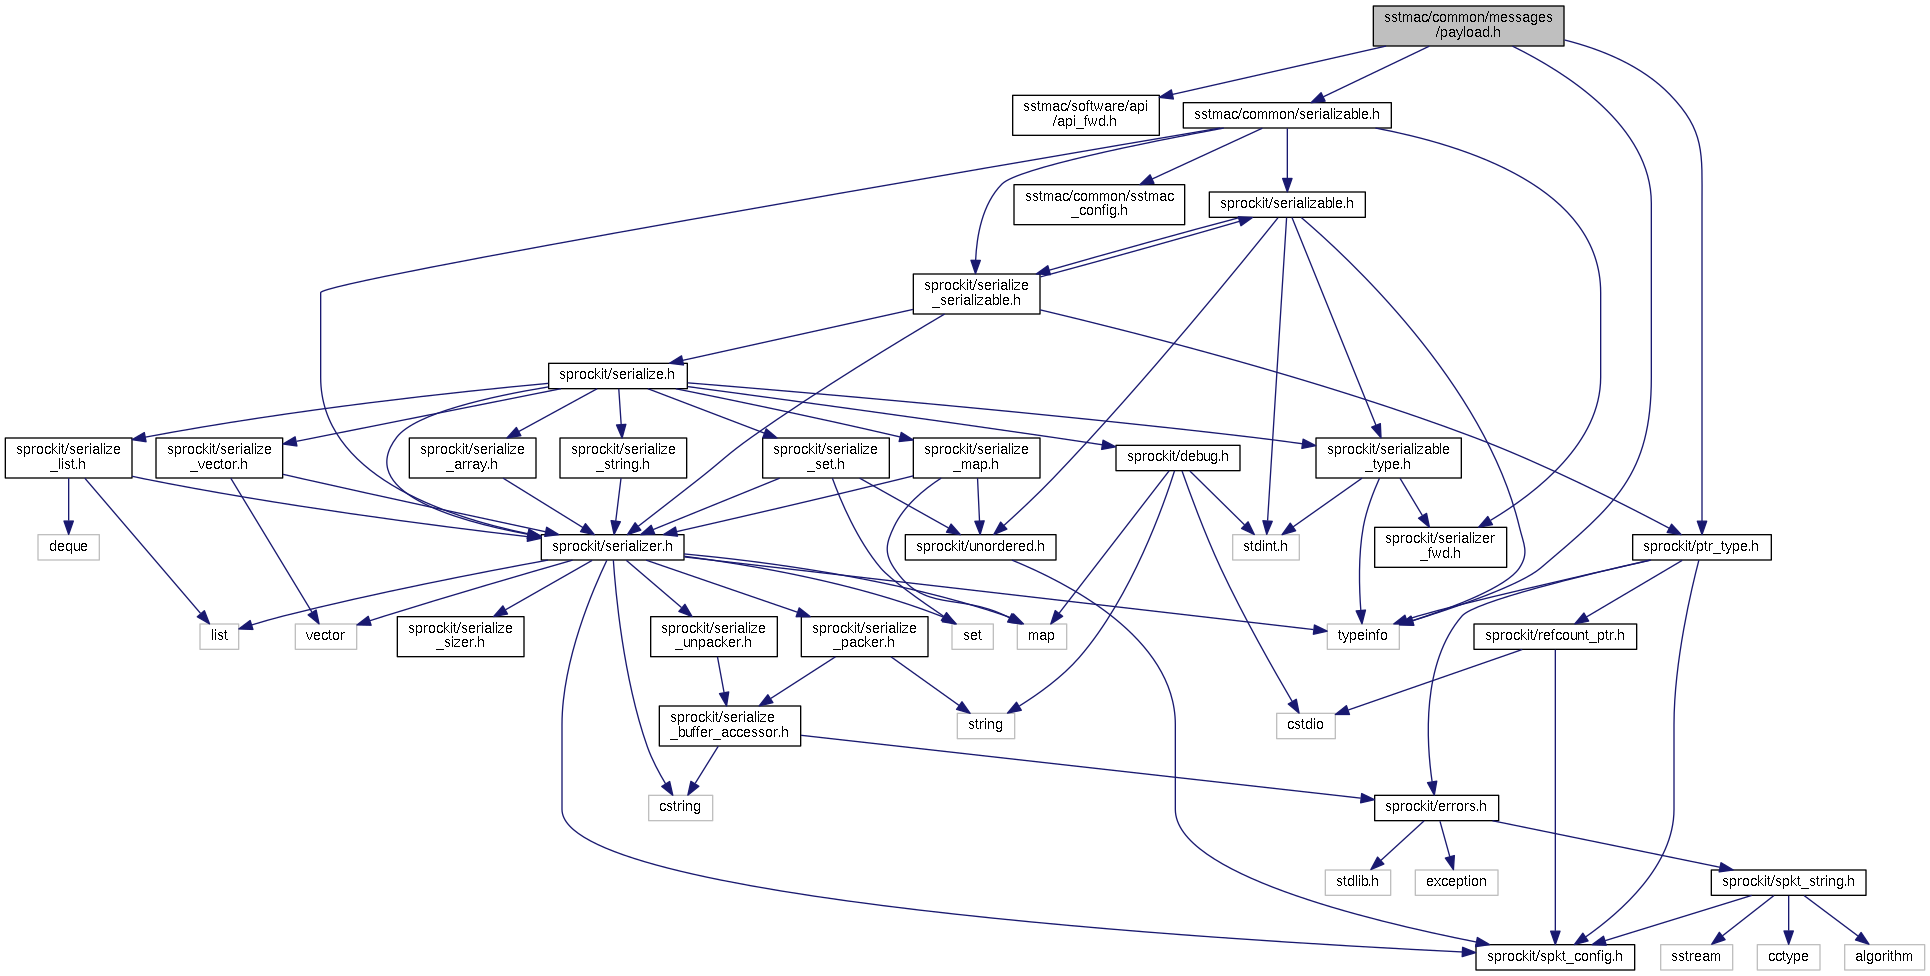 sstmac/common/messages
/payload.h
sstmac/software/api
/api_fwd.h
sstmac/common/serializable.h
sstmac/common/sstmac
_config.h
sprockit/serializable.h
sprockit/serialize
_serializable.h
sprockit/serialize.h
sprockit/serialize
_list.h
sprockit/serialize
_vector.h
sprockit/serialize
_array.h
sprockit/serialize
_string.h
sprockit/serialize
_set.h
sprockit/serialize
_map.h
sprockit/debug.h
sprockit/serializable
_type.h
deque
sprockit/serializer.h
sprockit/unordered.h
stdint.h
sprockit/serializer
_fwd.h
sprockit/ptr_type.h
list
vector
sprockit/serialize
_sizer.h
sprockit/serialize
_unpacker.h
sprockit/serialize
_packer.h
set
map
typeinfo
sprockit/refcount_ptr.h
sprockit/serialize
_buffer_accessor.h
string
cstdio
cstring
sprockit/errors.h
stdlib.h
exception
sprockit/spkt_string.h
sprockit/spkt_config.h
sstream
cctype
algorithm